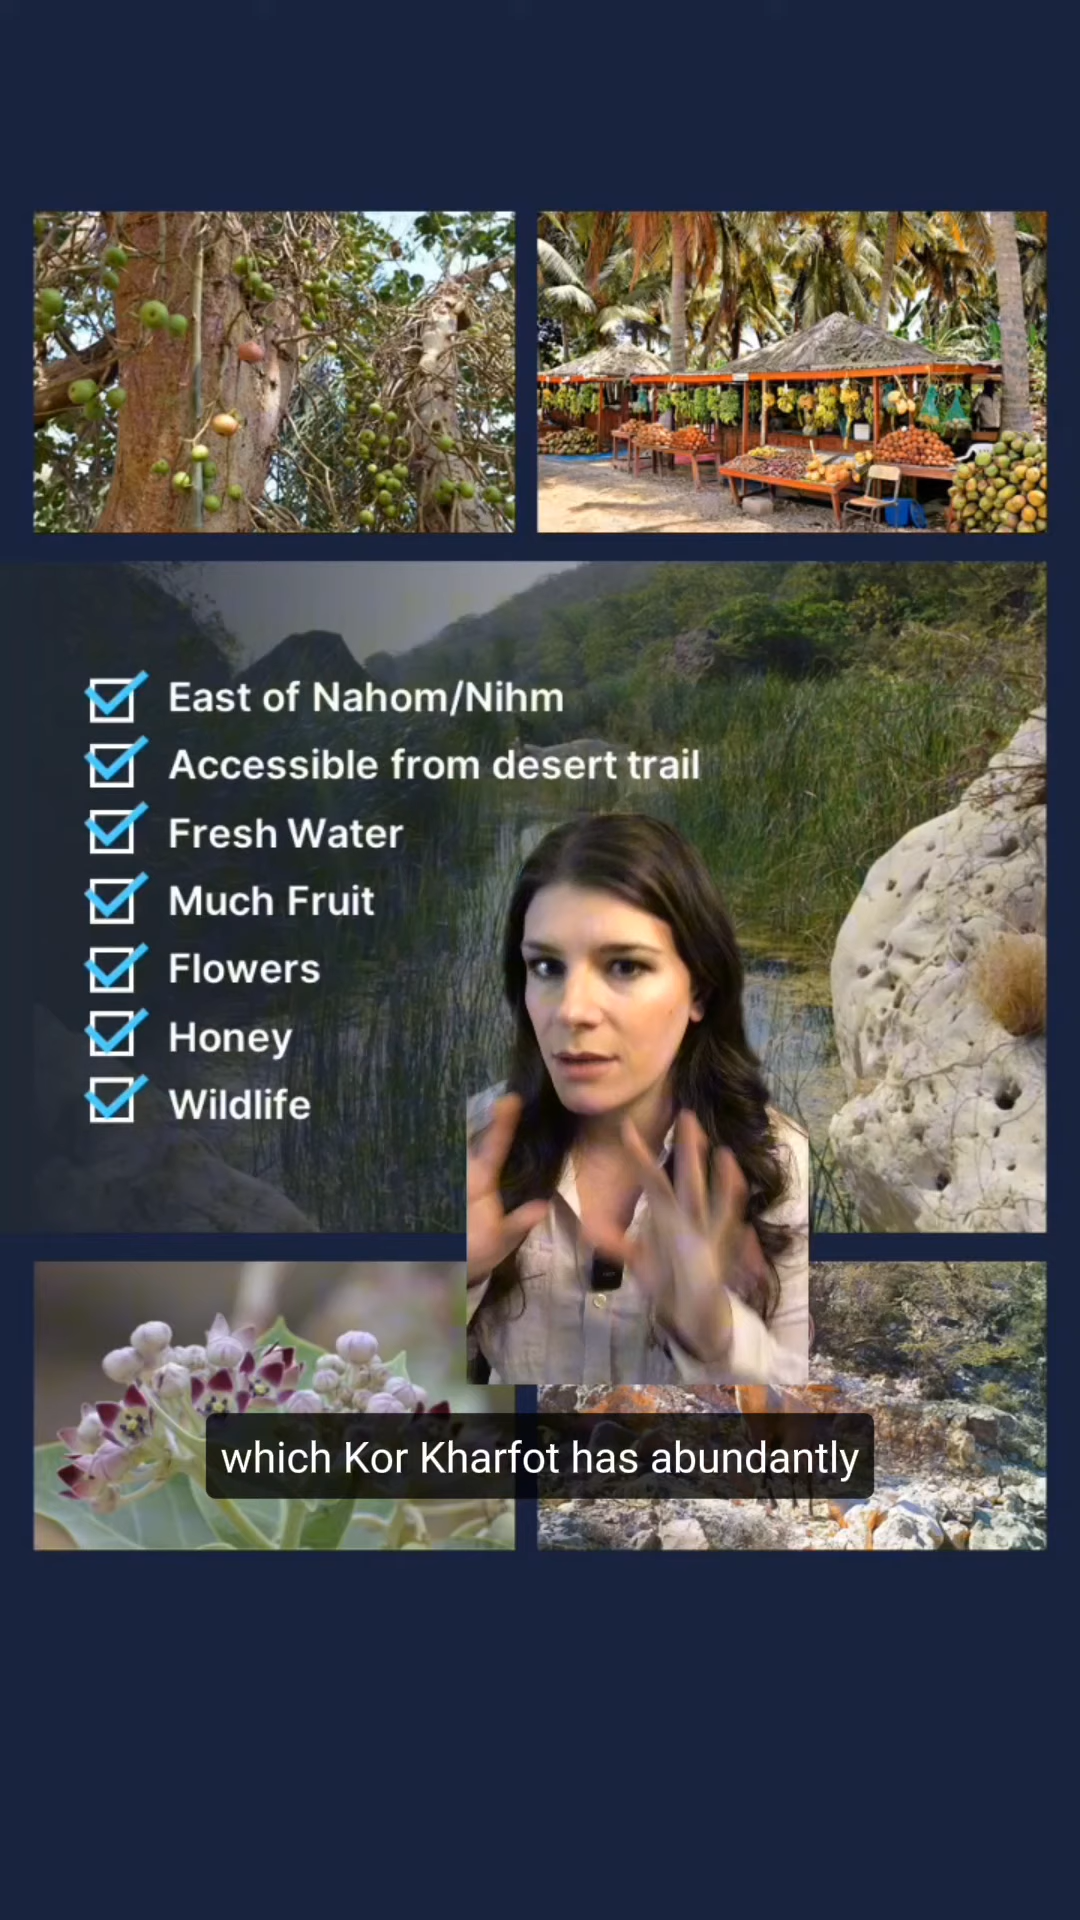 East of Nahom/Nihm
Accessible from desert trail
Fresh Water
Much Fruit
Flowers
Honey
Wildlife
which Kor Kharfot has abundantly